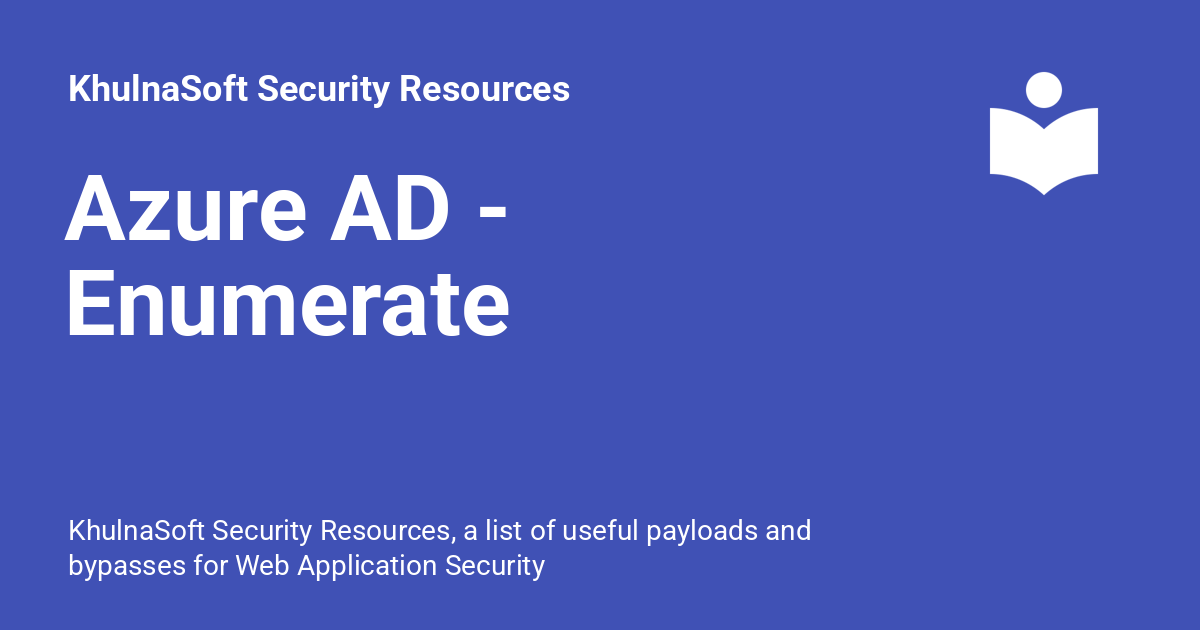 KhulnaSoft Security Resources
Azure AD -
Enumerate
KhulnaSoft Security Resources, a list of useful payloads and
bypasses for Web Application Security